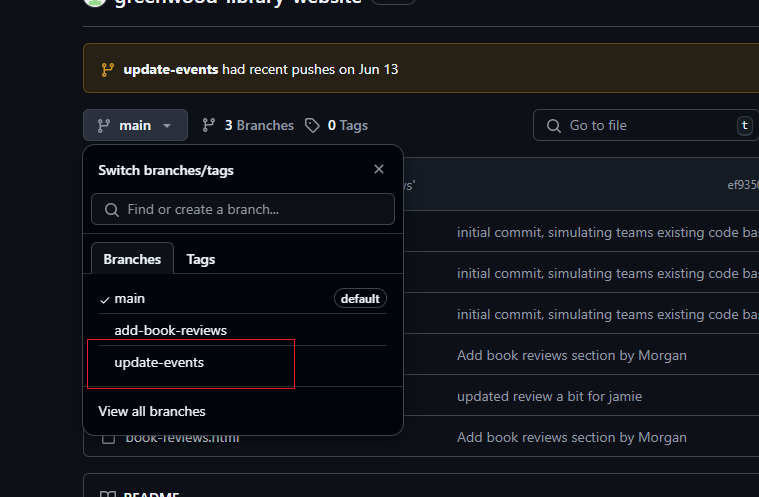 greenwood-library-website
update-events had recent pushes on Jun 13
main 3 Branches 0 Tags Go to file t
Switch branches/tags
Find or create a branch...
Branches Tags
main default
add-book-reviews
update-events
View all branches
ef935
initial commit, simulating teams existing code
initial commit, simulating teams existing code
initial commit, simulating teams existing code
Add book reviews section by Morgan
updated review a bit for jamie
book-reviews.html Add book reviews section by Morgan
README